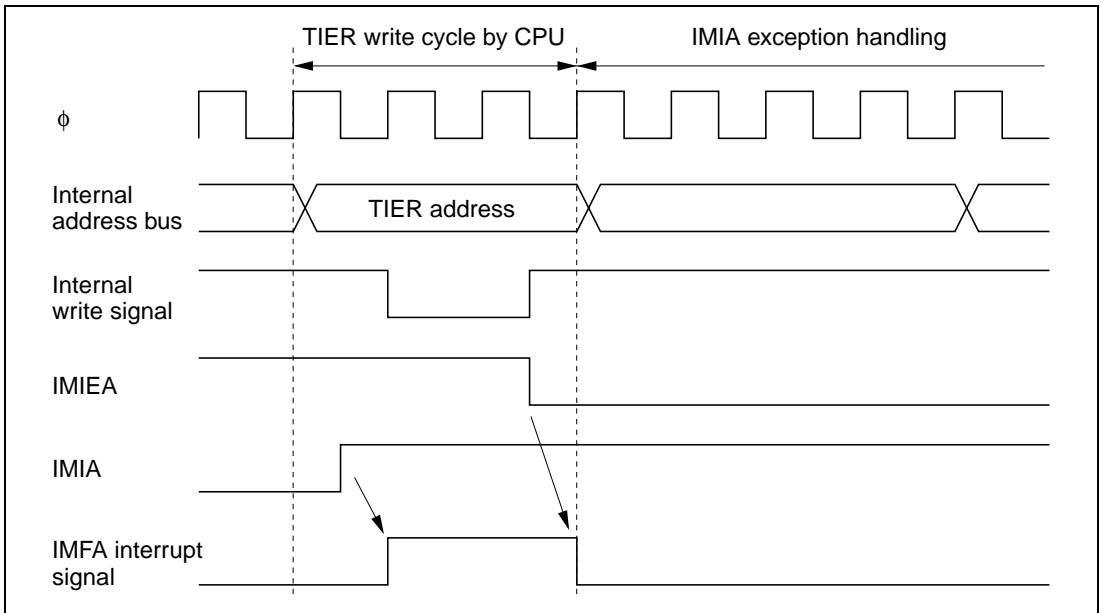 TIER write cycle by CPU
IMIA exception handling
φ
Internal
address bus
TIER address
Internal
write signal
IMIEA
IMIA
IMFA interrupt
signal